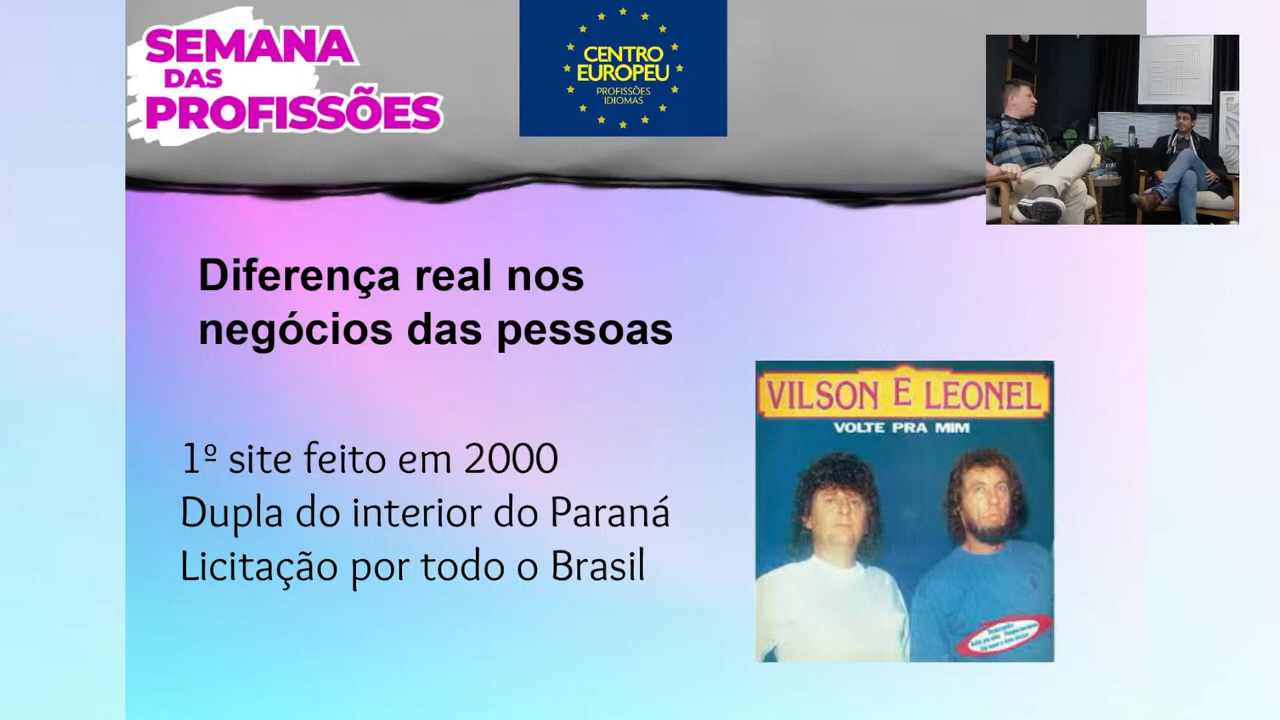 SEMANA
DAS
PROFISSÕES
CENTRO
EUROPEU
PROFISSÕES
IDIOMAS
Diferença real nos
negócios das pessoas
1º site feito em 2000
Dupla do interior do Paraná
Licitação por todo o Brasil
VILSON E LEONEL
VOLTE PRA MIM